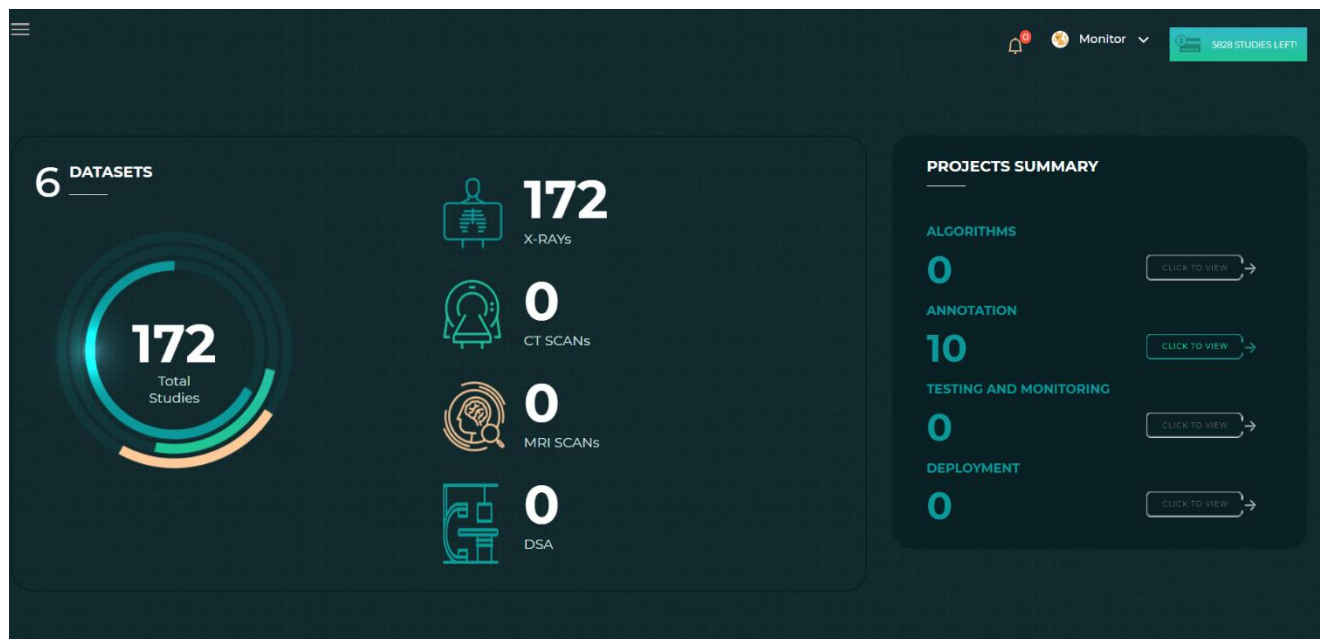 0
Monitor
5828 STUDIES LEFT!
6 DATASETS
172
Total
Studies
172
X-RAYs
0
CT SCANs
0
MRI SCANs
0
DSA
PROJECTS SUMMARY
ALGORITHMS
0
CLICK TO VIEW
ANNOTATION
10
CLICK TO VIEW
TESTING AND MONITORING
0
CLICK TO VIEW
DEPLOYMENT
0
CLICK TO VIEW